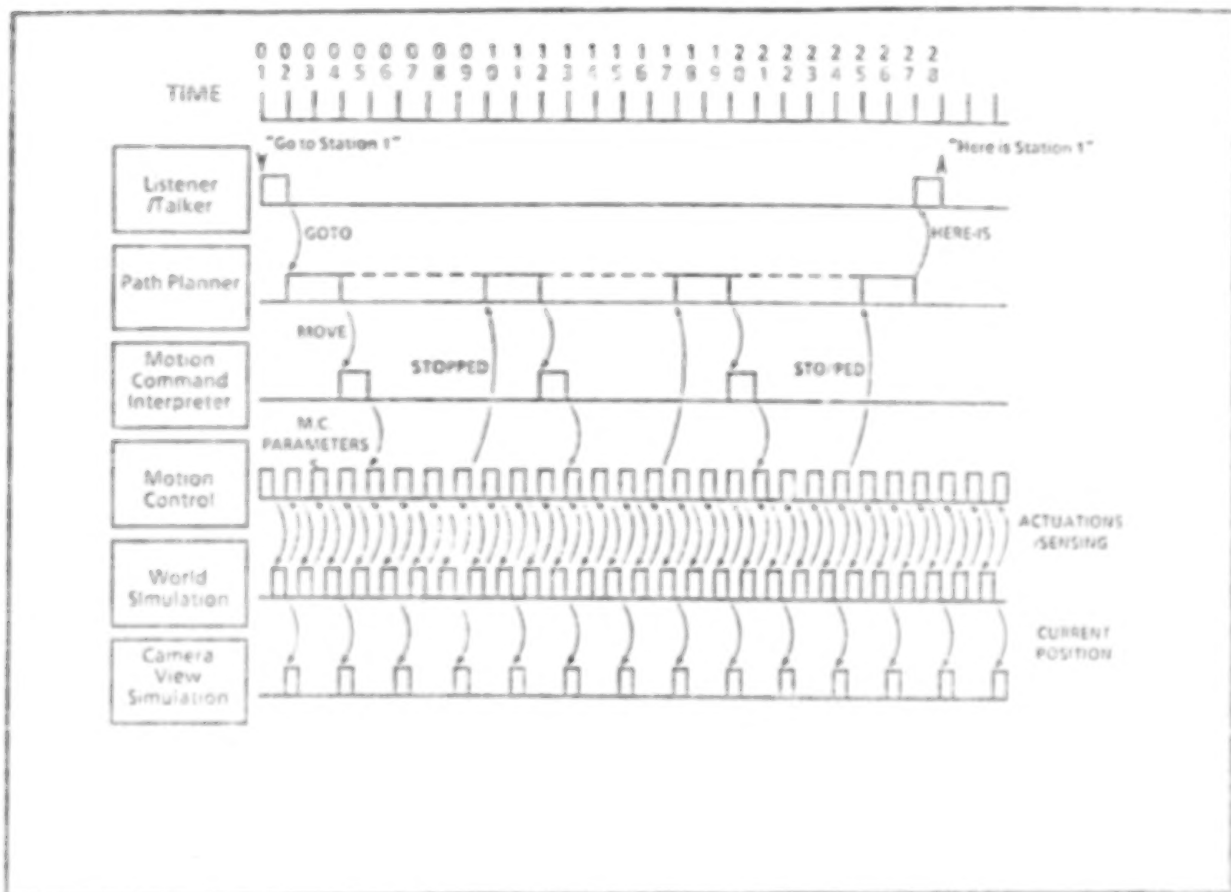 0 0 0 0 0 0 0 0 0 1 1 1 1 1 1 1 1 1 1 2 2 2 2 2 2 2 2 2
1 2 3 4 5 6 7 8 9 0 1 2 3 4 5 6 7 8 9 0 1 2 3 4 5 6 7 8
TIME
"Go to Station 1"
"Here is Station 1"
Listener
/Talker
GOTO
HERE-IS
Path Planner
MOVE
STOPPED
STOPPED
Motion
Command
Interpreter
M.C.
PARAMETERS
Motion
Control
ACTUATIONS
/SENSING
World
Simulation
CURRENT
POSITION
Camera
View
Simulation